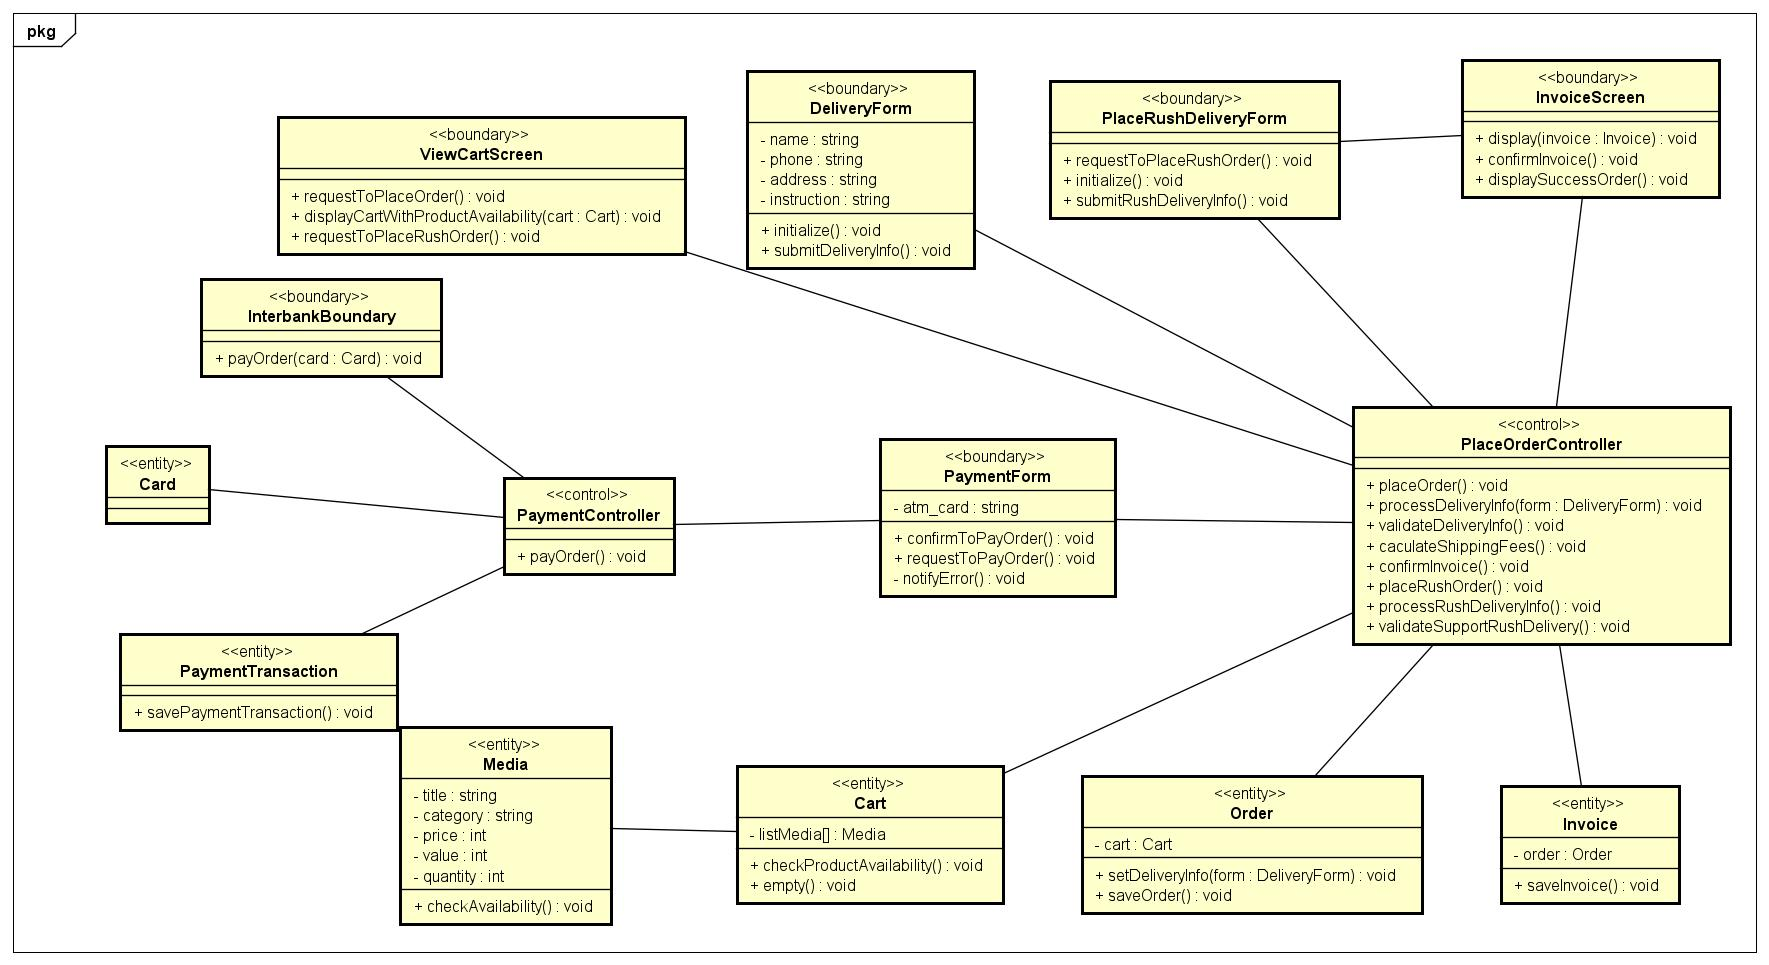 pkg
<<boundary>>
ViewCartScreen
+ requestToPlaceOrder() : void
+ displayCartWithProductAvailability(cart : Cart) : void
+ requestToPlaceRushOrder() : void
<<boundary>>
DeliveryForm
- name : string
- phone : string
- address : string
- instruction : string
+ initialize() : void
+ submitDeliveryInfo() : void
<<boundary>>
PlaceRushDeliveryForm
+ requestToPlaceRushOrder() : void
+ initialize() : void
+ submitRushDeliveryInfo() : void
<<boundary>>
InvoiceScreen
+ display(invoice : Invoice) : void
+ confirmInvoice() : void
+ displaySuccessOrder() : void
<<boundary>>
InterbankBoundary
+ payOrder(card : Card) : void
<<entity>>
Card
<<control>>
PaymentController
+ payOrder() : void
<<boundary>>
PaymentForm
- atm_card : string
+ confirmToPayOrder() : void
+ requestToPayOrder() : void
- notifyError() : void
<<control>>
PlaceOrderController
+ placeOrder() : void
+ processDeliveryInfo(form : DeliveryForm) : void
+ validateDeliveryInfo() : void
+ caculateShippingFees() : void
+ confirmInvoice() : void
+ placeRushOrder() : void
+ processRushDeliveryInfo() : void
+ validateSupportRushDelivery() : void
<<entity>>
PaymentTransaction
+ savePaymentTransaction() : void
<<entity>>
Media
- title : string
- category : string
- price : int
- value : int
- quantity : int
+ checkAvailability() : void
<<entity>>
Cart
- listMedia[] : Media
+ checkProductAvailability() : void
+ empty() : void
<<entity>>
Order
- cart : Cart
+ setDeliveryInfo(form : DeliveryForm) : void
+ saveOrder() : void
<<entity>>
Invoice
- order : Order
+ saveInvoice() : void